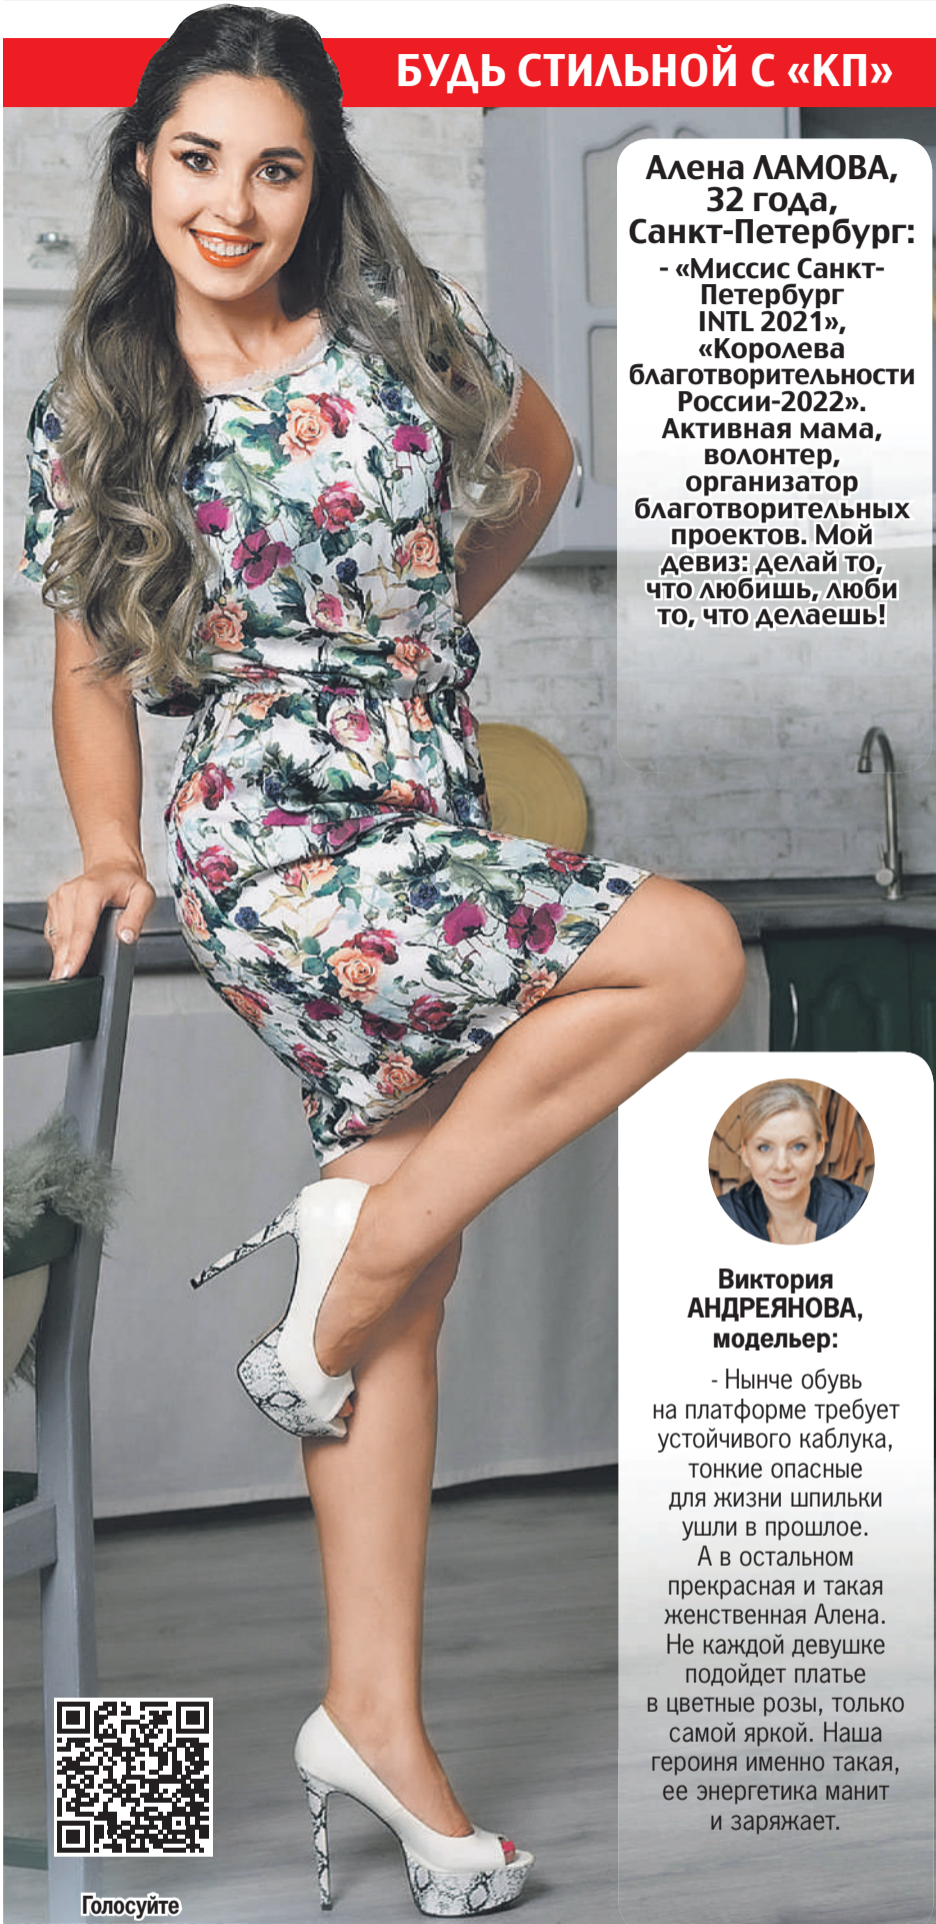 БУДЬ СТИЛЬНОЙ С «КП»
Алена ЛАМОВА,
32 года,
Санкт-Петербург:
- «Миссис Санкт-
Петербург
INTL 2021»,
«Королева
благотворительности
России-2022».
Активная мама,
волонтер,
организатор
благотворительных
проектов. Мой
девиз: делай то,
что любишь, люби
то, что делаешь!
Виктория
АНДРЕЯНОВА,
модельер:
- Нынче обувь
на платформе требует
устойчивого каблука,
тонкие опасные
для жизни шпильки
ушли в прошлое.
А в остальном
прекрасная и такая
женственная Алена.
Не каждой девушке
подойдет платье
в цветные розы, только
самой яркой. Наша
героиня именно такая,
ее энергетика манит
и заряжает.
Голосуйте